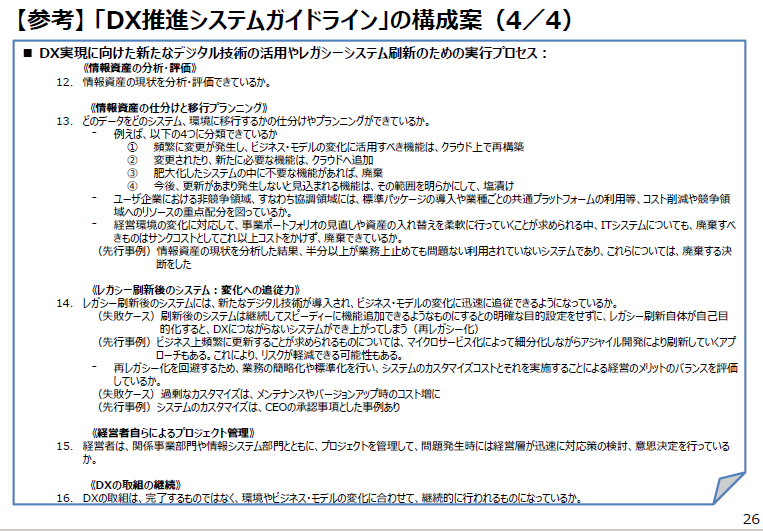 【参考】「DX推進システムガイドライン」の構成案（4／4）
■ DX実現に向けた新たなデジタル技術の活用やレガシーシステム刷新のための実行プロセス：
《情報資産の分析・評価》
12. 情報資産の現状を分析・評価できているか。
《情報資産の仕分けと移行プランニング》
13. どのデータをどのシステム、環境に移行するかの仕分けやプランニングができているか。
- 例えば、以下の4つに分類できているか
① 頻繁に変更が発生し、ビジネス・モデルの変化に活用すべき機能は、クラウド上で再構築
② 変更されたり、新たに必要な機能は、クラウドへ追加
③ 肥大化したシステムの中に不要な機能があれば、廃棄
④ 今後、更新があまり発生しないと見込まれる機能は、その範囲を明らかにして、塩漬け
- ユーザ企業における非競争領域、すなわち協調領域には、標準パッケージの導入や業種ごとの共通プラットフォームの利用等、コスト削減や競争領
域へのリソースの重点配分を図っているか。
- 経営環境の変化に対応して、事業ポートフォリオの見直しや資産の入れ替えを柔軟に行っていくことが求められる中、ITシステムについても、廃棄すべ
きものはサンクコストとしてこれ以上コストをかけず、廃棄できているか。
（先行事例）情報資産の現状を分析した結果、半分以上が業務上止めても問題ない利用されていないシステムであり、これらについては、廃棄する決
断をした
《レガシー刷新後のシステム：変化への追従力》
14. レガシー刷新後のシステムには、新たなデジタル技術が導入され、ビジネス・モデルの変化に迅速に追従できるようになっているか。
（失敗ケース）刷新後のシステムは継続してスピーディーに機能追加できるようなものにするとの明確な目的設定をせずに、レガシー刷新自体が自己目
的化すると、DXにつながらないシステムができ上がってしまう（再レガシー化）
（先行事例）ビジネス上頻繁に更新することが求められるものについては、マイクロサービス化によって細分化しながらアジャイル開発により刷新していくアプ
ローチもある。これにより、リスクが軽減できる可能性もある。
- 再レガシー化を回避するため、業務の簡略化や標準化を行い、システムのカスタマイズコストとそれを実施することによる経営のメリットのバランスを評価
しているか。
（失敗ケース）過剰なカスタマイズは、メンテナンスやバージョンアップ時のコスト増に
（先行事例）システムのカスタマイズは、CEOの承認事項とした事例あり
《経営者自らによるプロジェクト管理》
15. 経営者は、関係事業部門や情報システム部門とともに、プロジェクトを管理して、問題発生時には経営層が迅速に対応策の検討、意思決定を行っている
か。
《DXの取組の継続》
16. DXの取組は、完了するものではなく、環境やビジネス・モデルの変化に合わせて、継続的に行われるものになっているか。
26